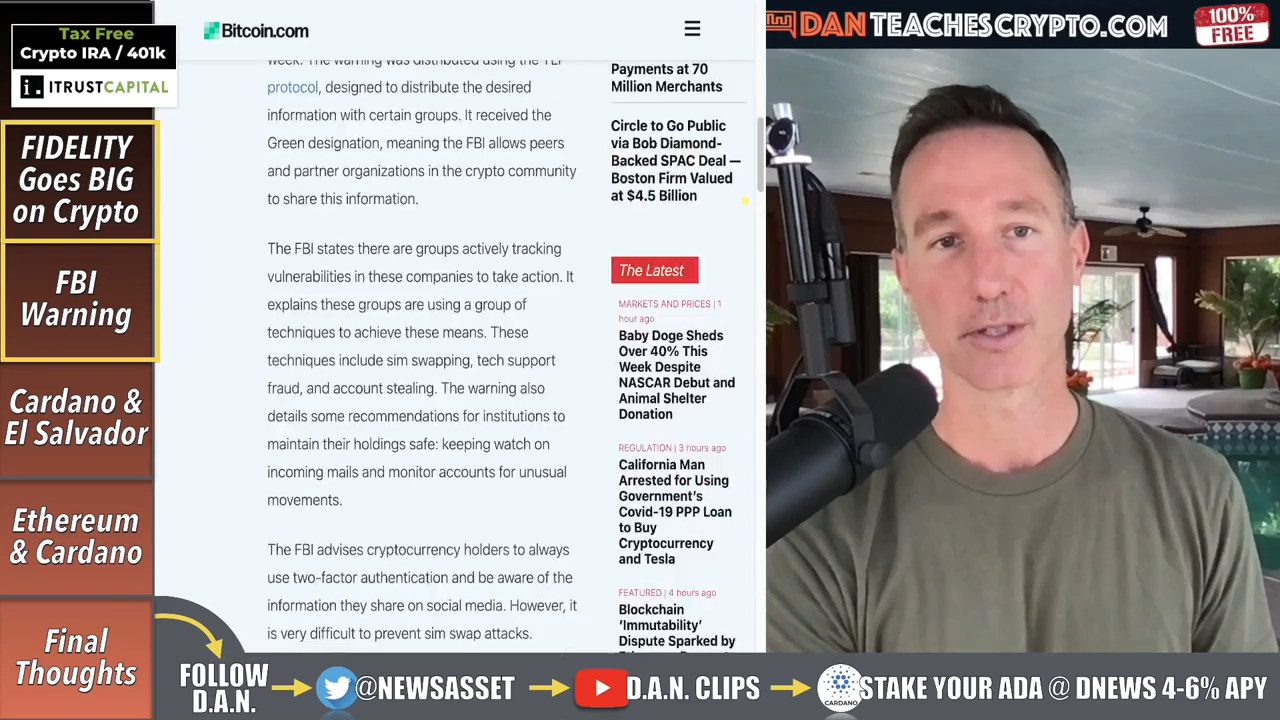 Tax Free
Crypto IRA / 401k
i. ITRUSTCAPITAL
FIDELITY
Goes BIG
on Crypto
FBI
Warning
Cardano &
El Salvador
Ethereum
& Cardano
Final
Thoughts
Bitcoin.com
week. The warning was distributed using the TLP
protocol, designed to distribute the desired
information with certain groups. It received the
Green designation, meaning the FBI allows peers
and partner organizations in the crypto community
to share this information.
The FBI states there are groups actively tracking
vulnerabilities in these companies to take action. It
explains these groups are using a group of
techniques to achieve these means. These
techniques include sim swapping, tech support
fraud, and account stealing. The warning also
details some recommendations for institutions to
maintain their holdings safe: keeping watch on
incoming mails and monitor accounts for unusual
movements.
The FBI advises cryptocurrency holders to always
use two-factor authentication and be aware of the
information they share on social media. However, it
is very difficult to prevent sim swap attacks.
Payments at 70
Million Merchants
Circle to Go Public
via Bob Diamond-
Backed SPAC Deal —
Boston Firm Valued
at $4.5 Billion
The Latest
MARKETS AND PRICES | 1
hour ago
Baby Doge Sheds
Over 40% This
Week Despite
NASCAR Debut and
Animal Shelter
Donation
REGULATION | 3 hours ago
California Man
Arrested for Using
Government's
Covid-19 PPP Loan
to Buy
Cryptocurrency
and Tesla
FEATURED | 4 hours ago
Blockchain
'Immutability'
Dispute Sparked by
DANTEACHESCRYPTO.COM
100%
FREE
FOLLOW
D.A.N.
@NEWSASSET
D.A.N. CLIPS
CARDANO
STAKE YOUR ADA @ DNEWS 4-6% APY